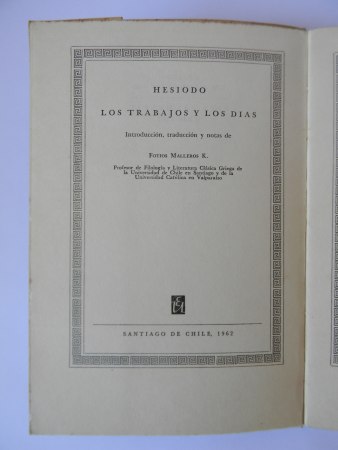 HESIODO
LOS TRABAJOS Y LOS DIAS
Introducción, traducción y notas de
FOTIOS MALLEROS K.
Profesor de Filología y Literatura Clásica Griega de
la Universidad de Chile en Santiago y de la
Universidad Católica en Valparaíso
SANTIAGO DE CHILE, 1962